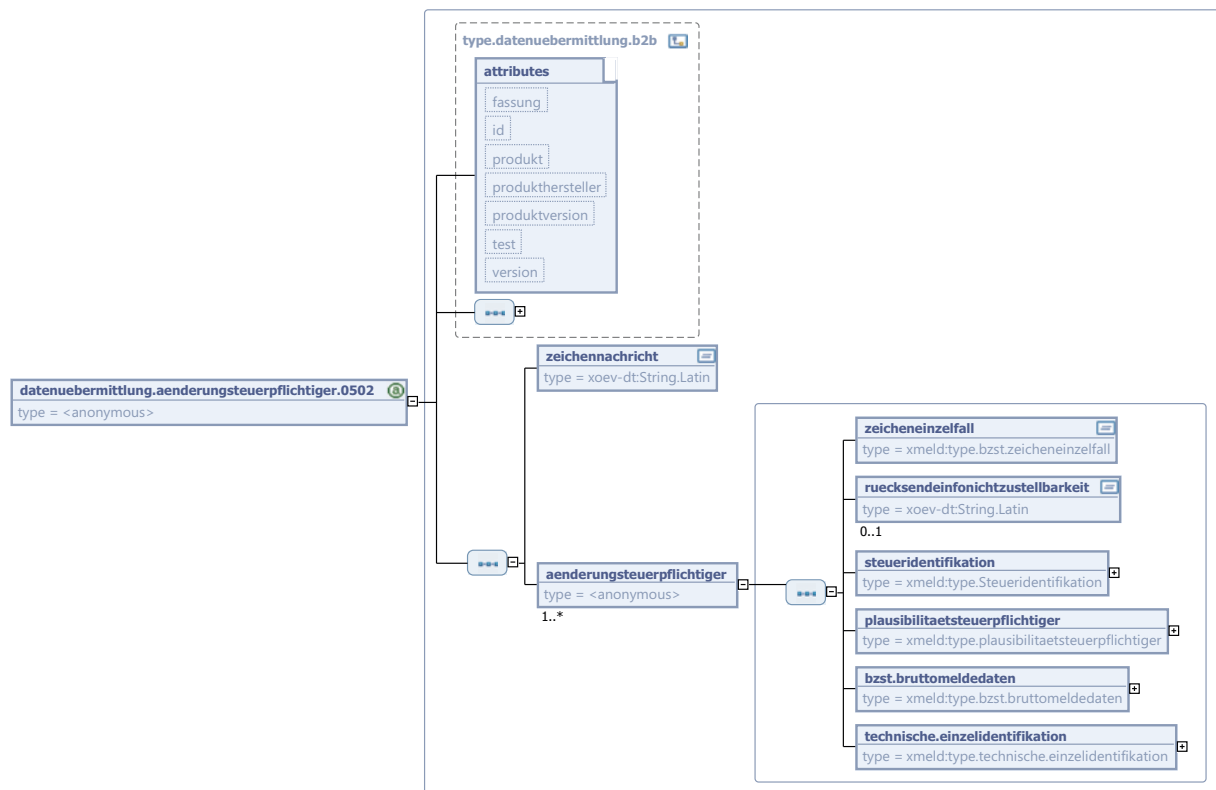 type.datenuebermittlung.b2b
attributes
fassung
id
produkt
produkthersteller
produktversion
test
version
datenuebermittlung.aenderungsteuerpflichtiger.0502
type = <anonymous>
zeichennachricht
type = xoev-dt:String.Latin
aenderungsteuerpflichtiger
type = <anonymous>
1..*
zeicheneinzelfall
type = xmeld:type.bzst.zeicheneinzelfall
ruecksendeinfonichtzustellbarkeit
type = xoev-dt:String.Latin
0..1
steueridentifikation
type = xmeld:type.Steueridentifikation
plausibilitaetsteuerpflichtiger
type = xmeld:type.plausibilitaetsteuerpflichtiger
bzst.bruttomeldedaten
type = xmeld:type.bzst.bruttomeldedaten
technische.einzelidentifikation
type = xmeld:type.technische.einzelidentifikation